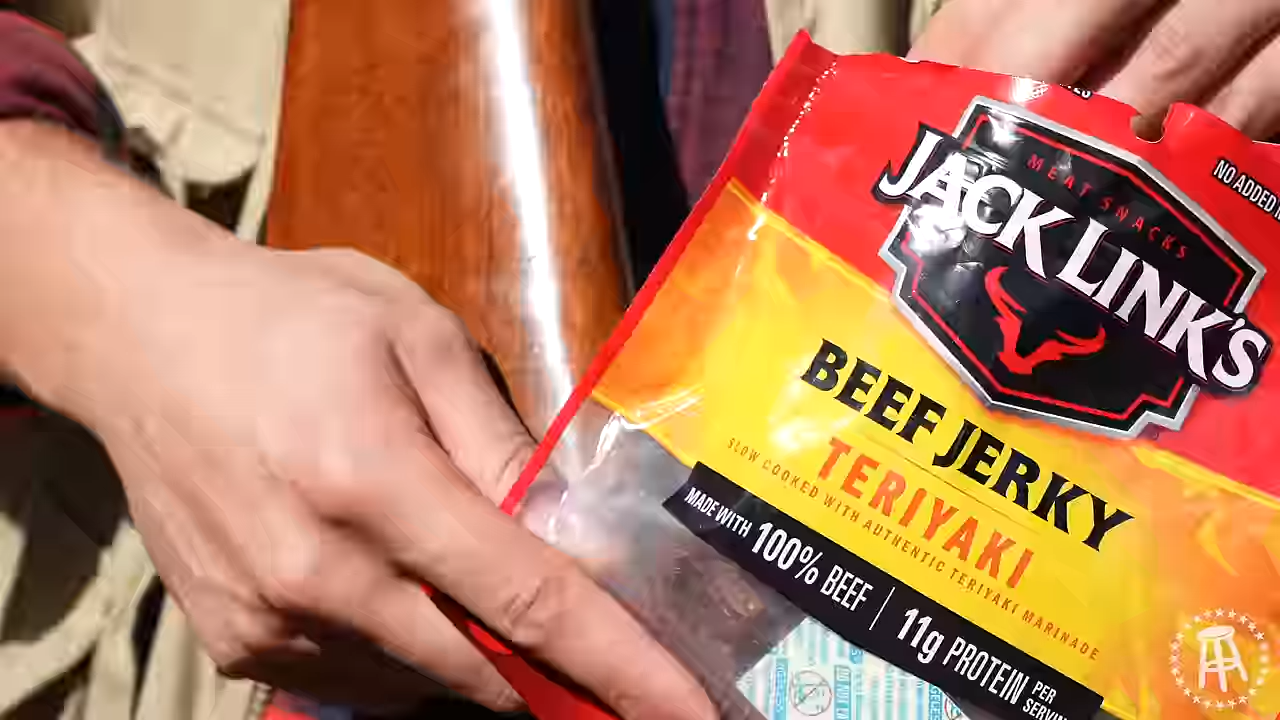 NO ADDED
MEAT SNACKS
JACK LINK'S
BEEF JERKY
TERIYAKI
SLOW COOKED WITH AUTHENTIC TERIYAKI MARINADE
MADE WITH 100% BEEF | 11g PROTEIN PER